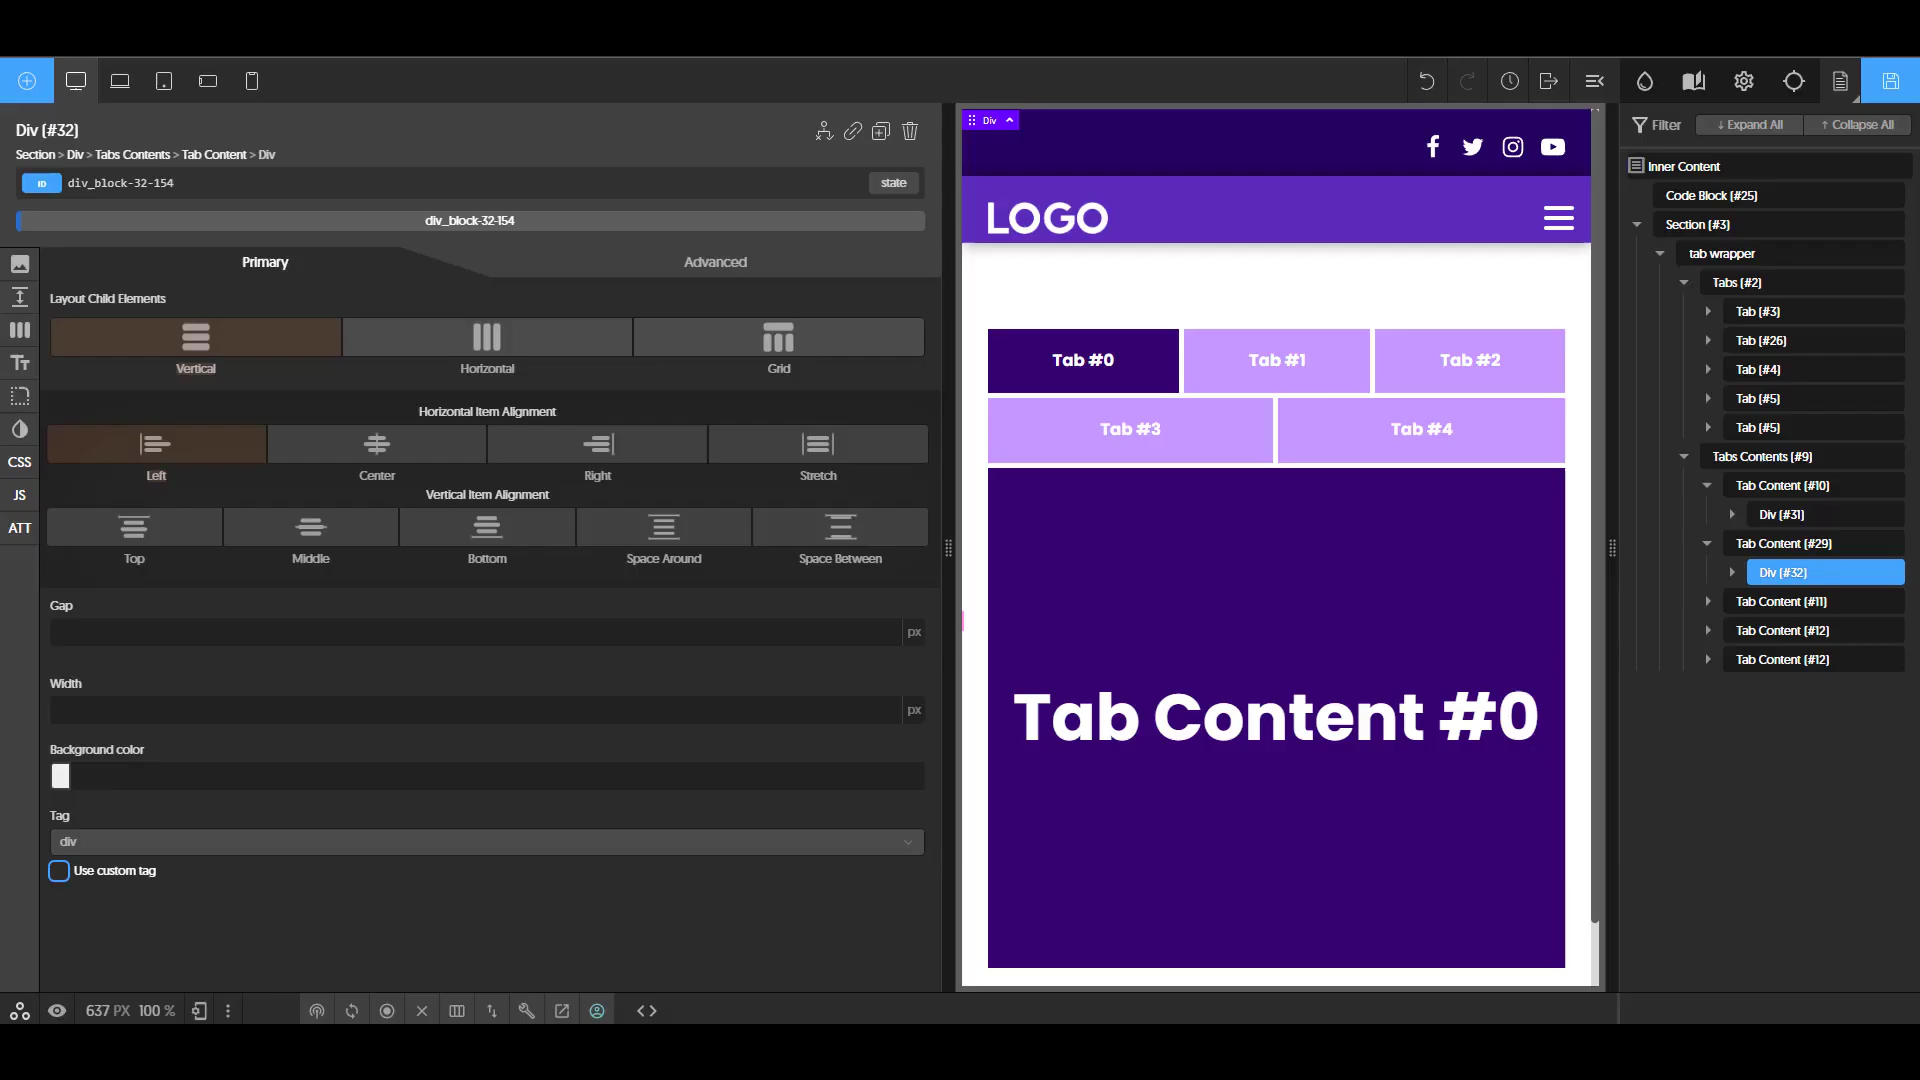 Div (#32)
Section > Div > Tabs Contents > Tab Content > Div
ID div_block-32-154 state
div_block-32-154
Primary Advanced
Layout Child Elements
Vertical Horizontal Grid
Horizontal Item Alignment
Left Center Right Stretch
Vertical Item Alignment
Top Middle Bottom Space Around Space Between
Gap
px
Width
px
Background color
Tag
div
Use custom tag
Tt
CSS
JS
ATT
637 PX 100 %
Div
LOGO
Tab #0 Tab #1 Tab #2
Tab #3 Tab #4
Tab Content #0
Filter ↓ Expand All ↑ Collapse All
Inner Content
Code Block (#25)
Section (#3)
tab wrapper
Tabs (#2)
Tab (#3)
Tab (#26)
Tab (#4)
Tab (#5)
Tab (#5)
Tabs Contents (#9)
Tab Content (#10)
Div (#31)
Tab Content (#29)
Div (#32)
Tab Content (#11)
Tab Content (#12)
Tab Content (#12)